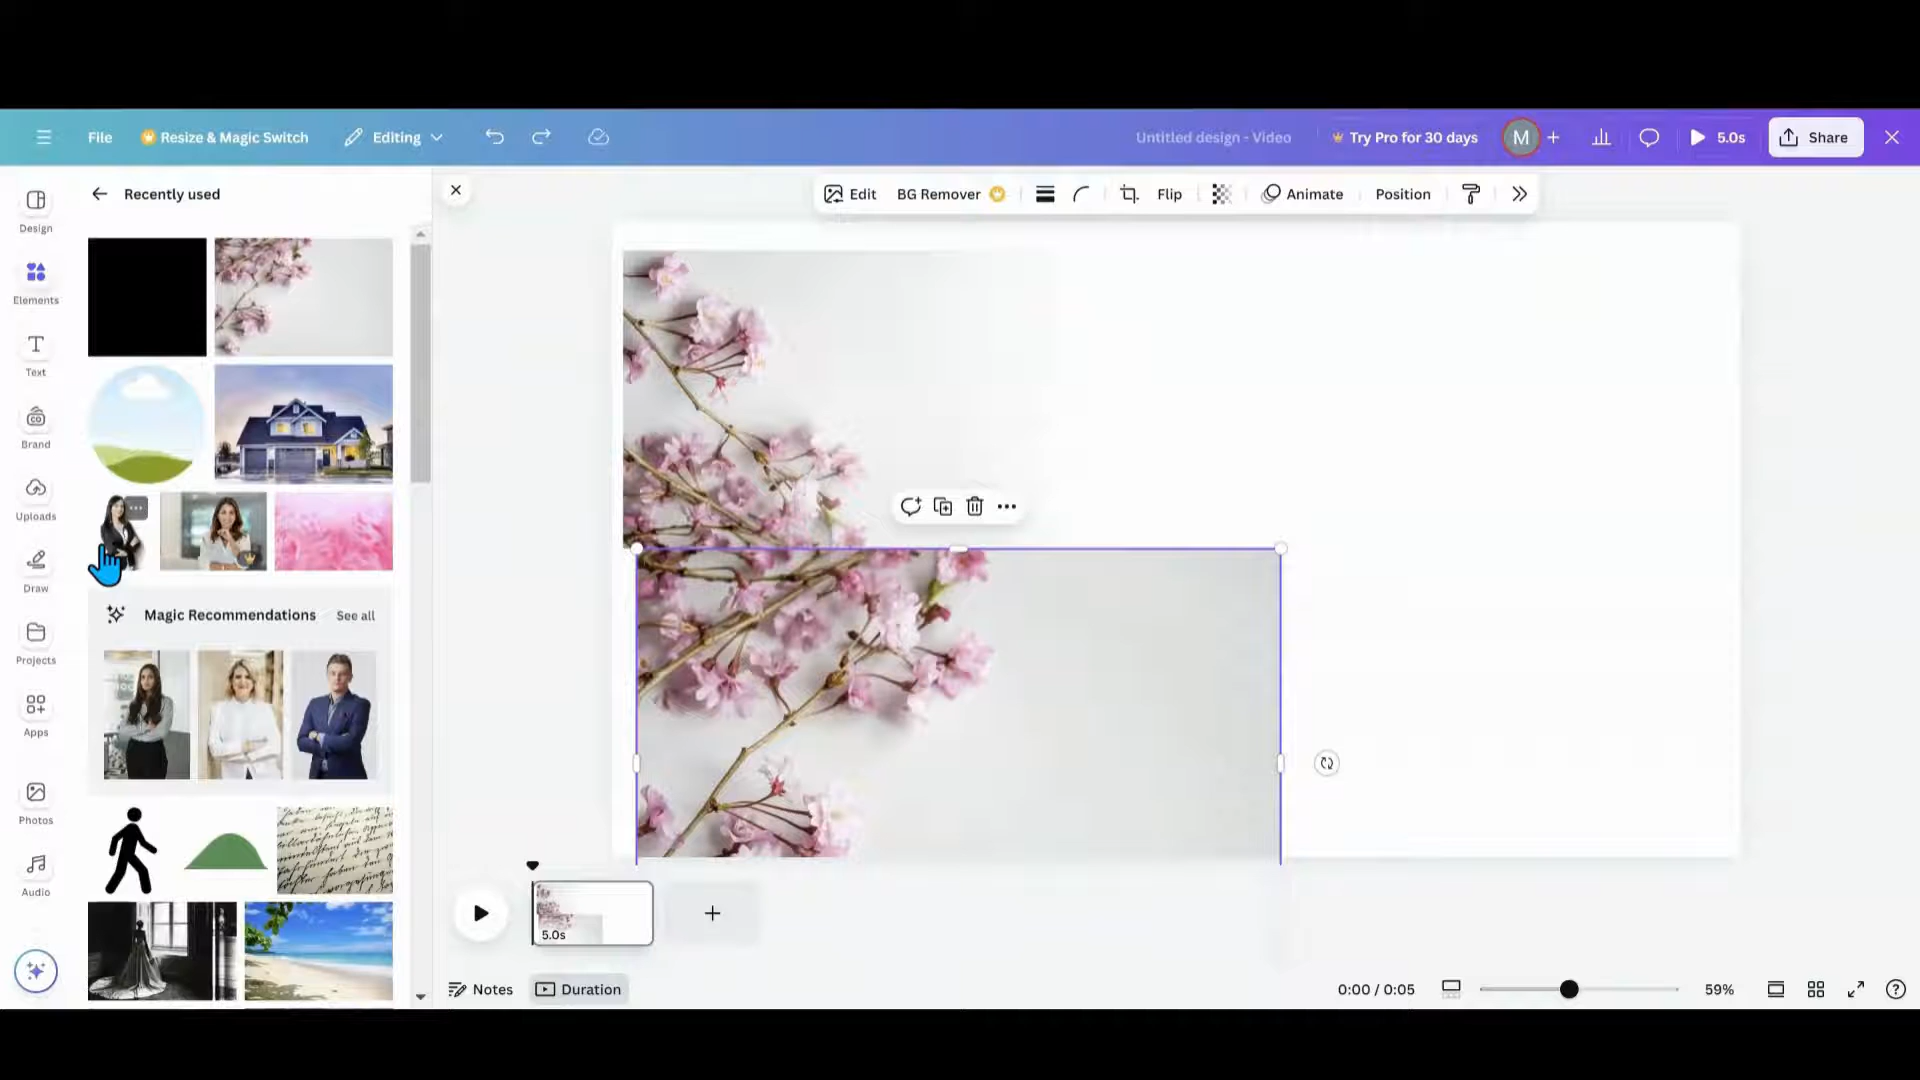 File
Resize & Magic Switch
Editing
Untitled design - Video
Try Pro for 30 days
M
5.0s
Share
Design
Elements
Text
Brand
Uploads
Draw
Projects
Apps
Photos
Audio
Recently used
Magic Recommendations
See all
Edit
BG Remover
Flip
Animate
Position
5.0s
Notes
Duration
0:00 / 0:05
59%